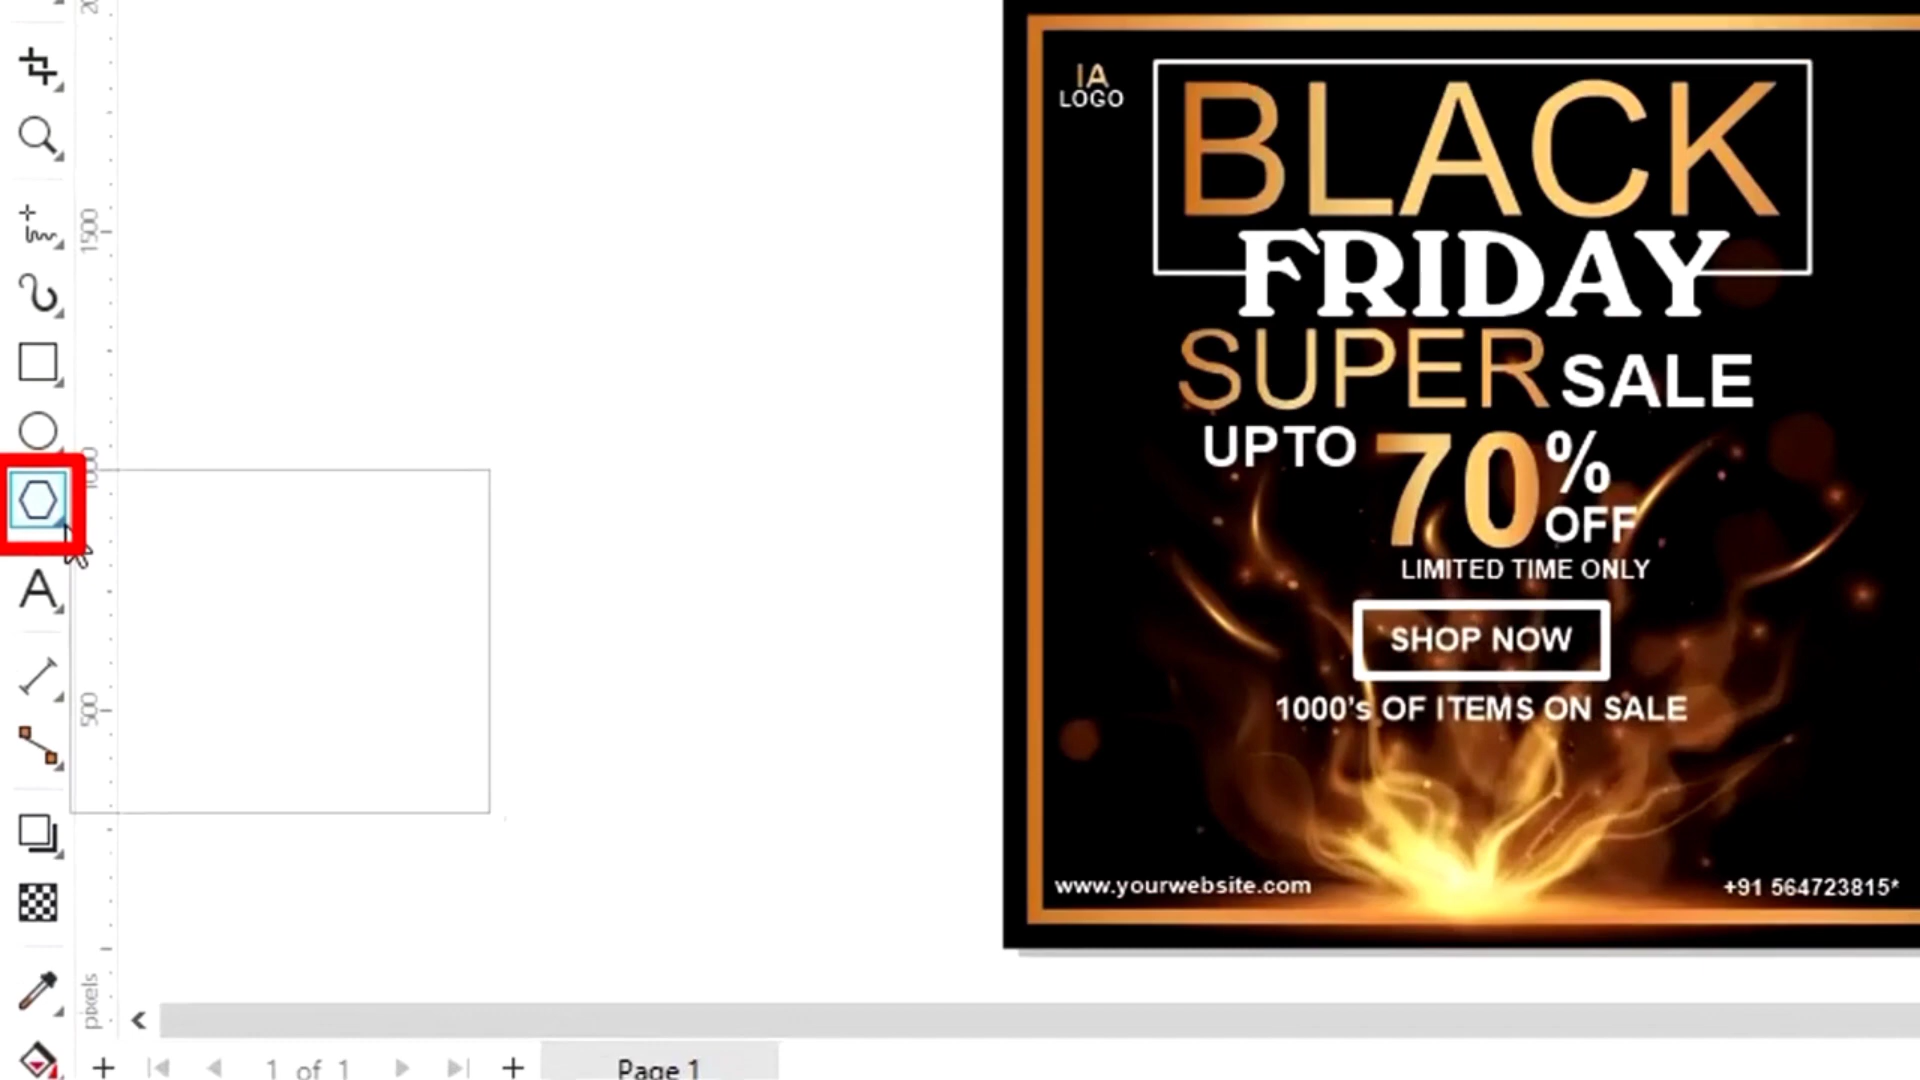 IA
LOGO
BLACK
FRIDAY
SUPER SALE
UPTO 70%
OFF
LIMITED TIME ONLY
SHOP NOW
1000's OF ITEMS ON SALE
www.yourwebsite.com
+91 564723815*
1500
1000
500
pixels
1 of 1
Page 1